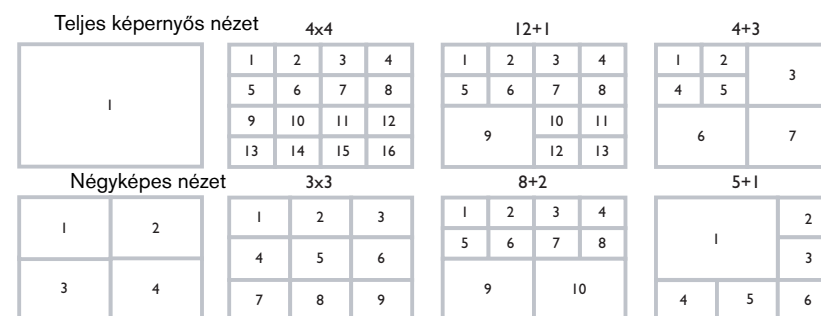 Teljes képernyős nézet 4x4 12+1 4+3
1 1 2 3 4 1 2 3 4 1 2 3
5 6 7 8 5 6 7 8 4 5
9 10 11 12 9 10 11 6 7
13 14 15 16 12 13
Négyképes nézet 3x3 8+2 5+1
1 2 1 2 3 1 2 3 4 1 2
4 5 6 5 6 7 8 3
3 4 7 8 9 9 10 4 5 6